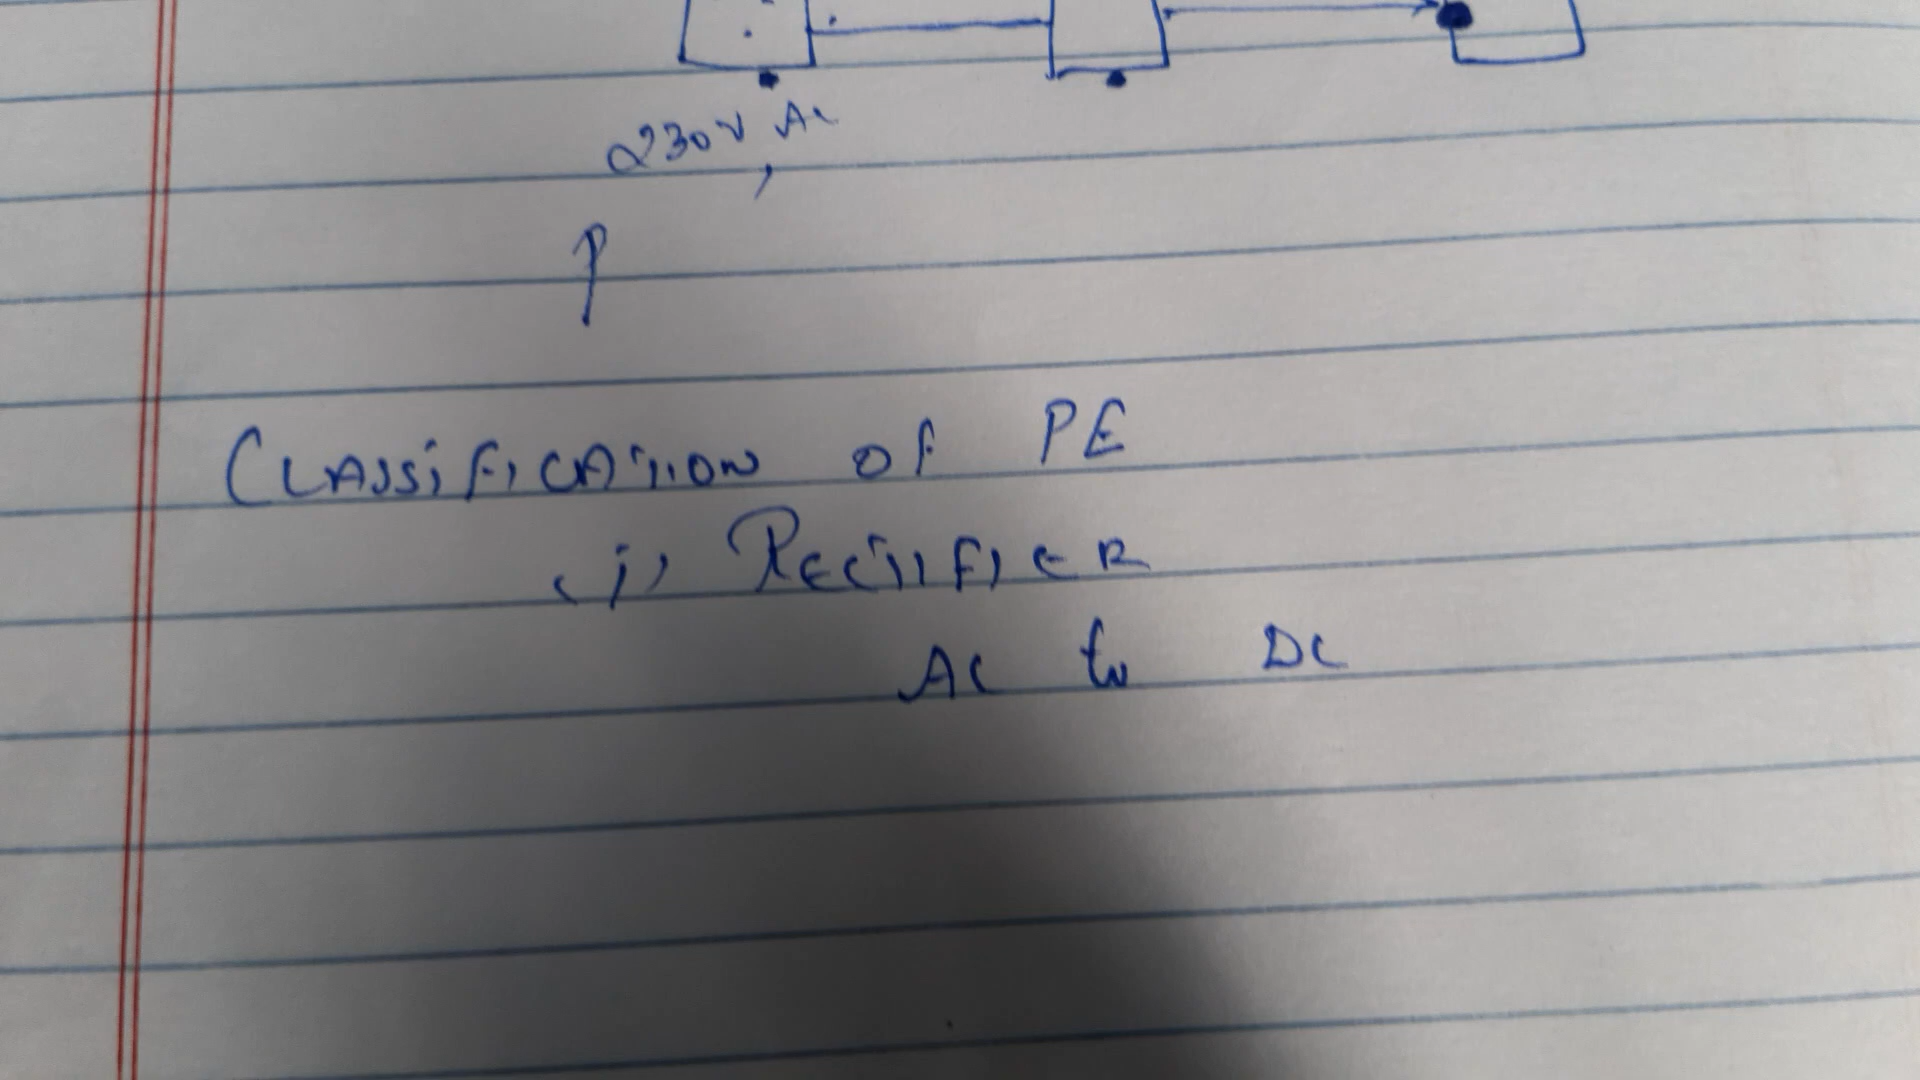 230V, AC
P
CLASSIFICATION OF PE
(i) RECTIFIER
AC to DC